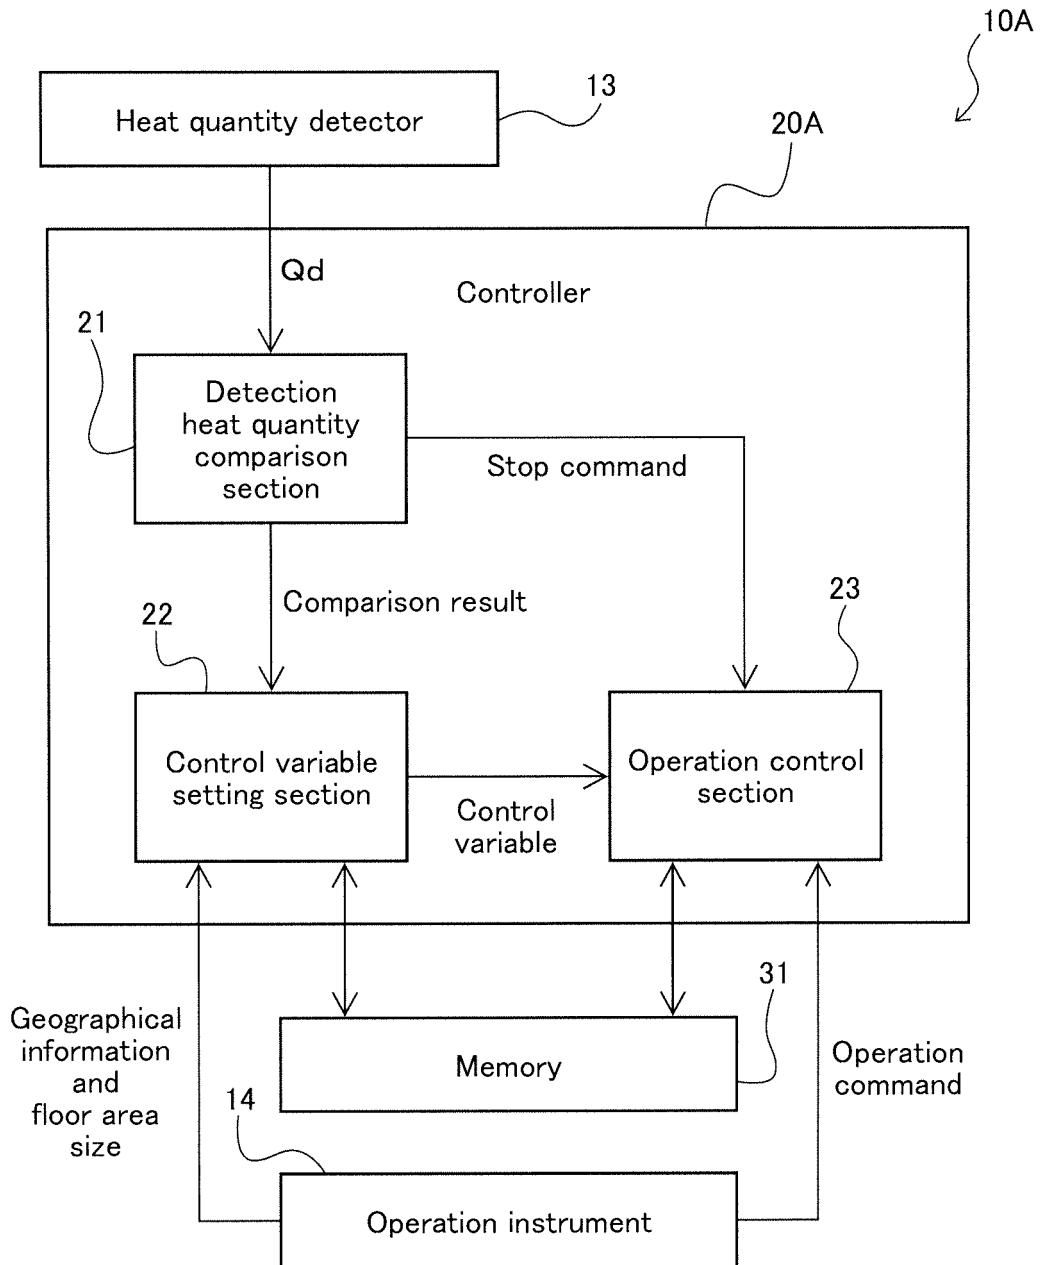 10A
Heat quantity detector
13
20A
Qd
Controller
21
Detection
heat quantity
comparison
section
Stop command
Comparison result
22
23
Control variable
setting section
Control
variable
Operation control
section
Geographical
information
and
floor area
size
Memory
31
Operation
command
14
Operation instrument